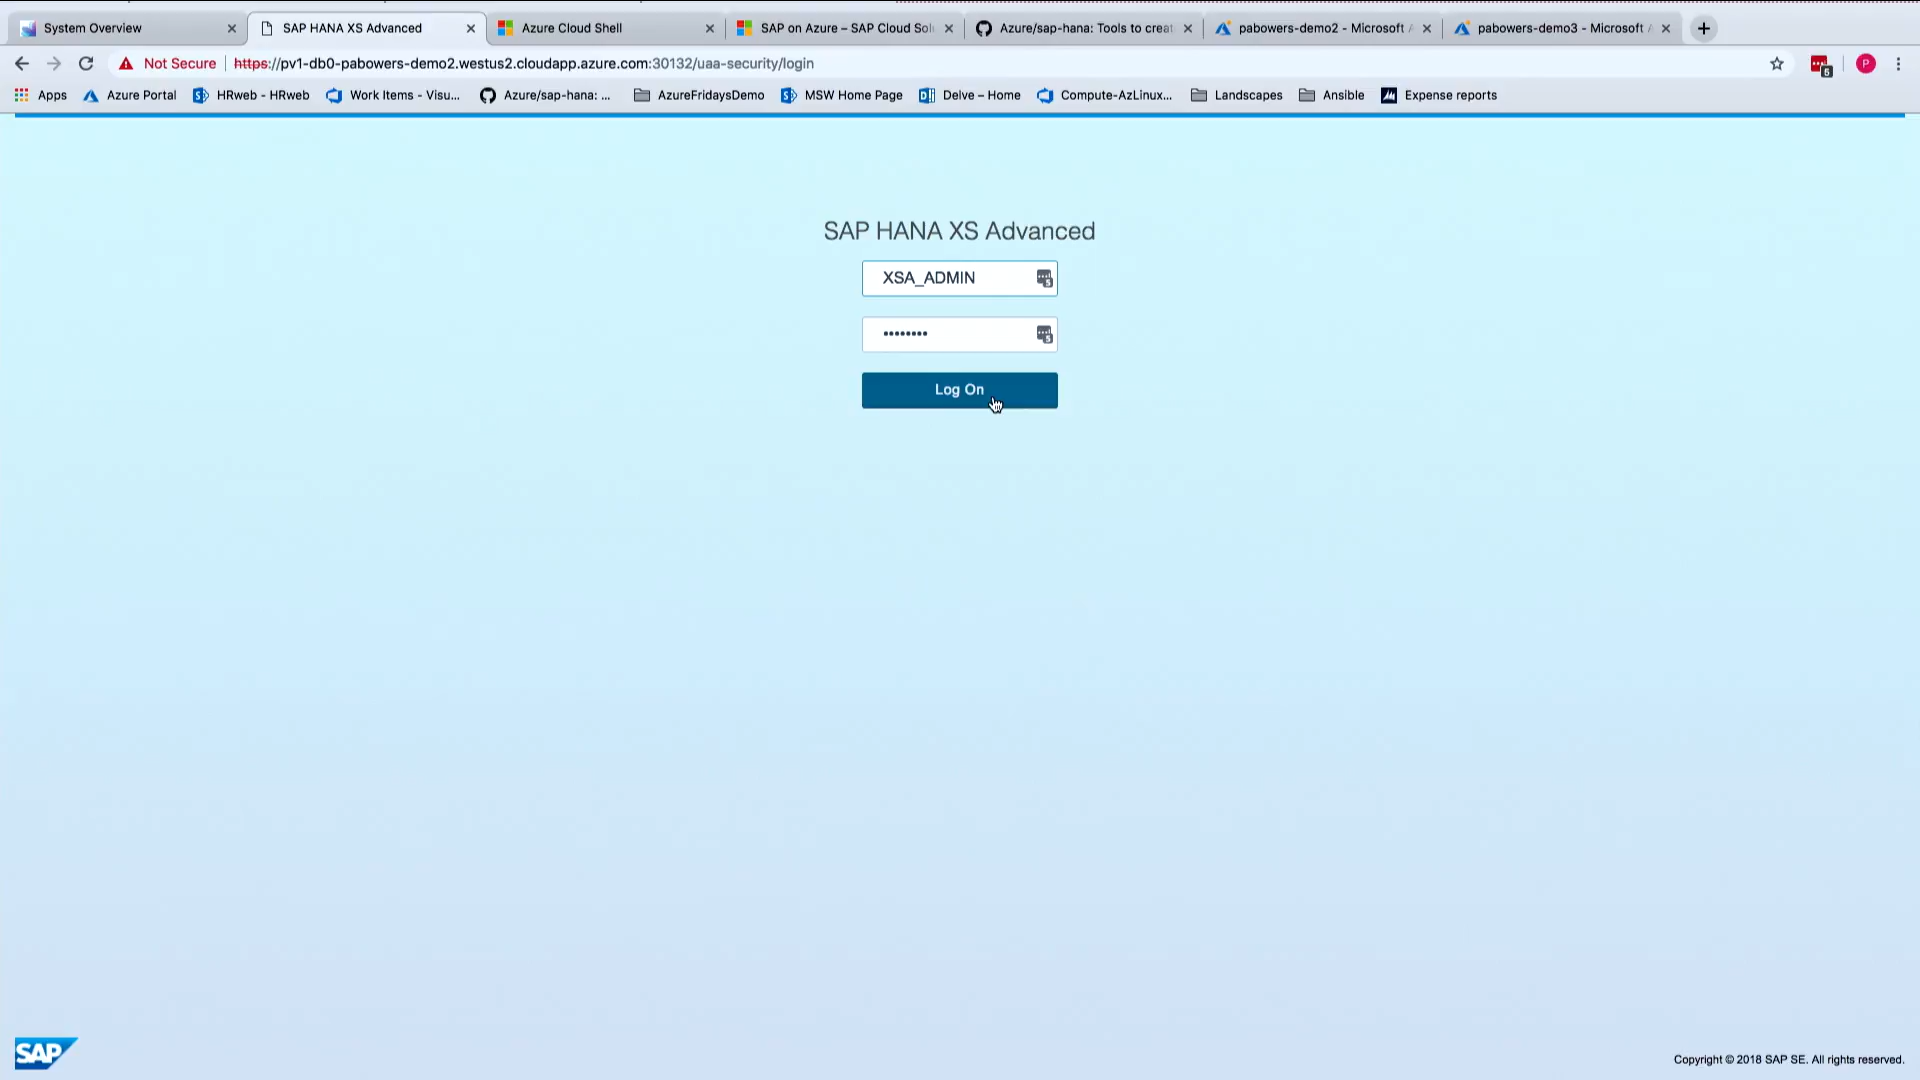 System Overview
SAP HANA XS Advanced
Azure Cloud Shell
SAP on Azure – SAP Cloud Sol
Azure/sap-hana: Tools to creat
pabowers-demo2 - Microsoft
pabowers-demo3 - Microsoft
Not Secure
https://pv1-db0-pabowers-demo2.westus2.cloudapp.azure.com:30132/uaa-security/login
5
P
Apps
Azure Portal
HRweb - HRweb
Work Items - Visu...
Azure/sap-hana: ...
AzureFridaysDemo
MSW Home Page
Delve – Home
Compute-AzLinux...
Landscapes
Ansible
Expense reports
SAP HANA XS Advanced
XSA_ADMIN
••••••••
Log On
SAP
Copyright © 2018 SAP SE. All rights reserved.